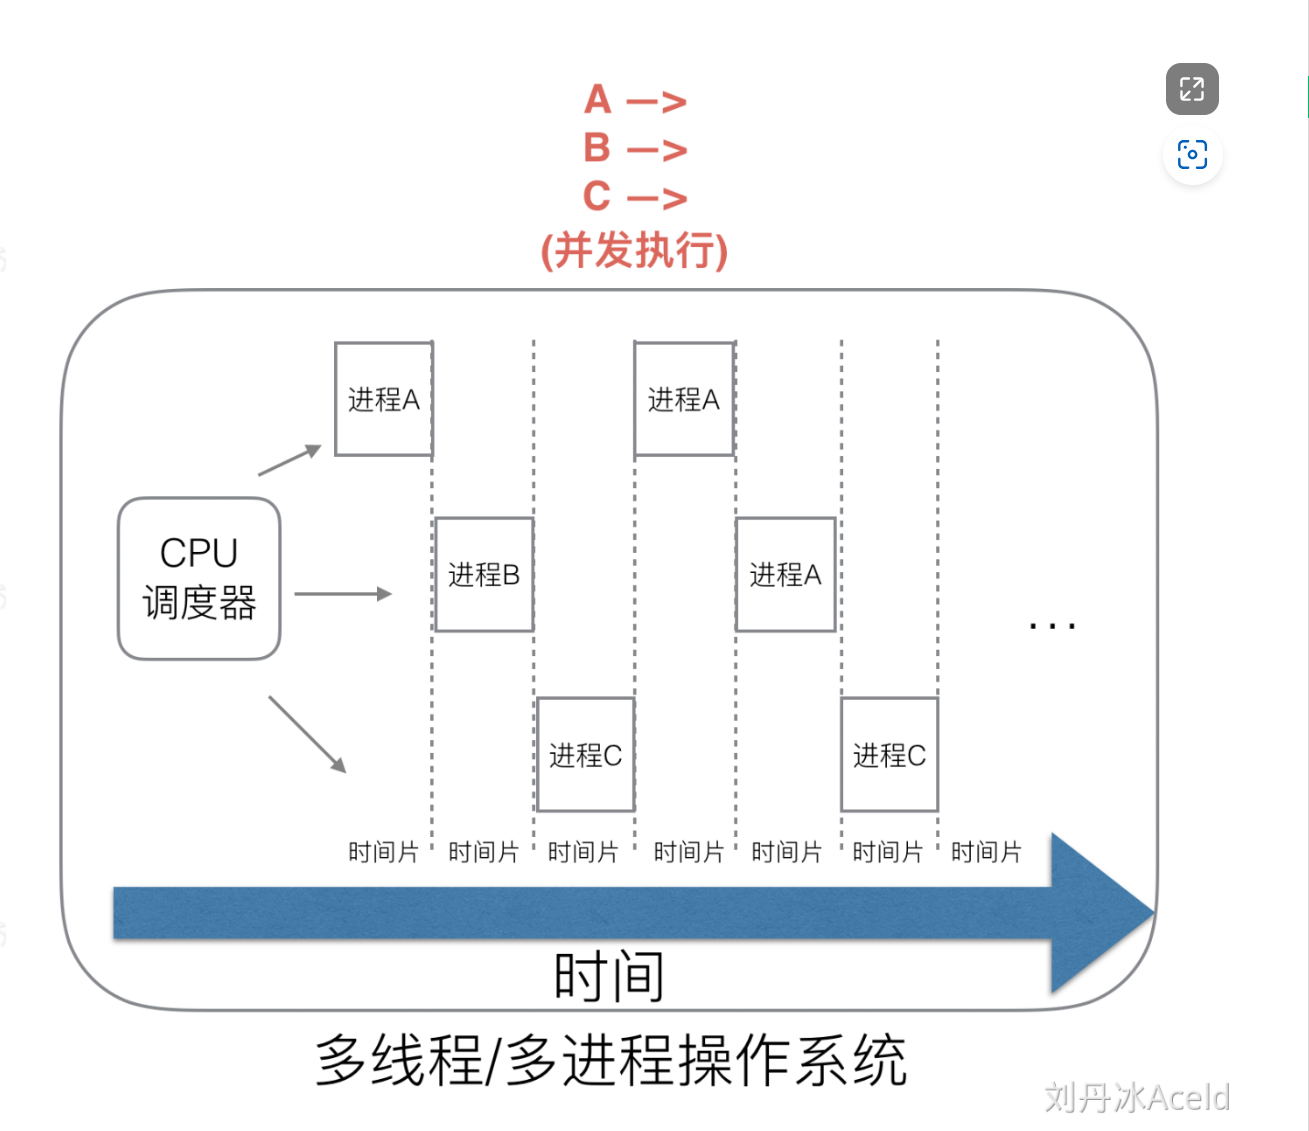 A —>
B —>
C —>
(并发执行)
进程A
进程A
CPU
调度器
进程B
进程A
...
进程C
进程C
时间片 时间片 时间片 时间片 时间片 时间片 时间片
时间
多线程/多进程操作系统
刘丹冰Aceld